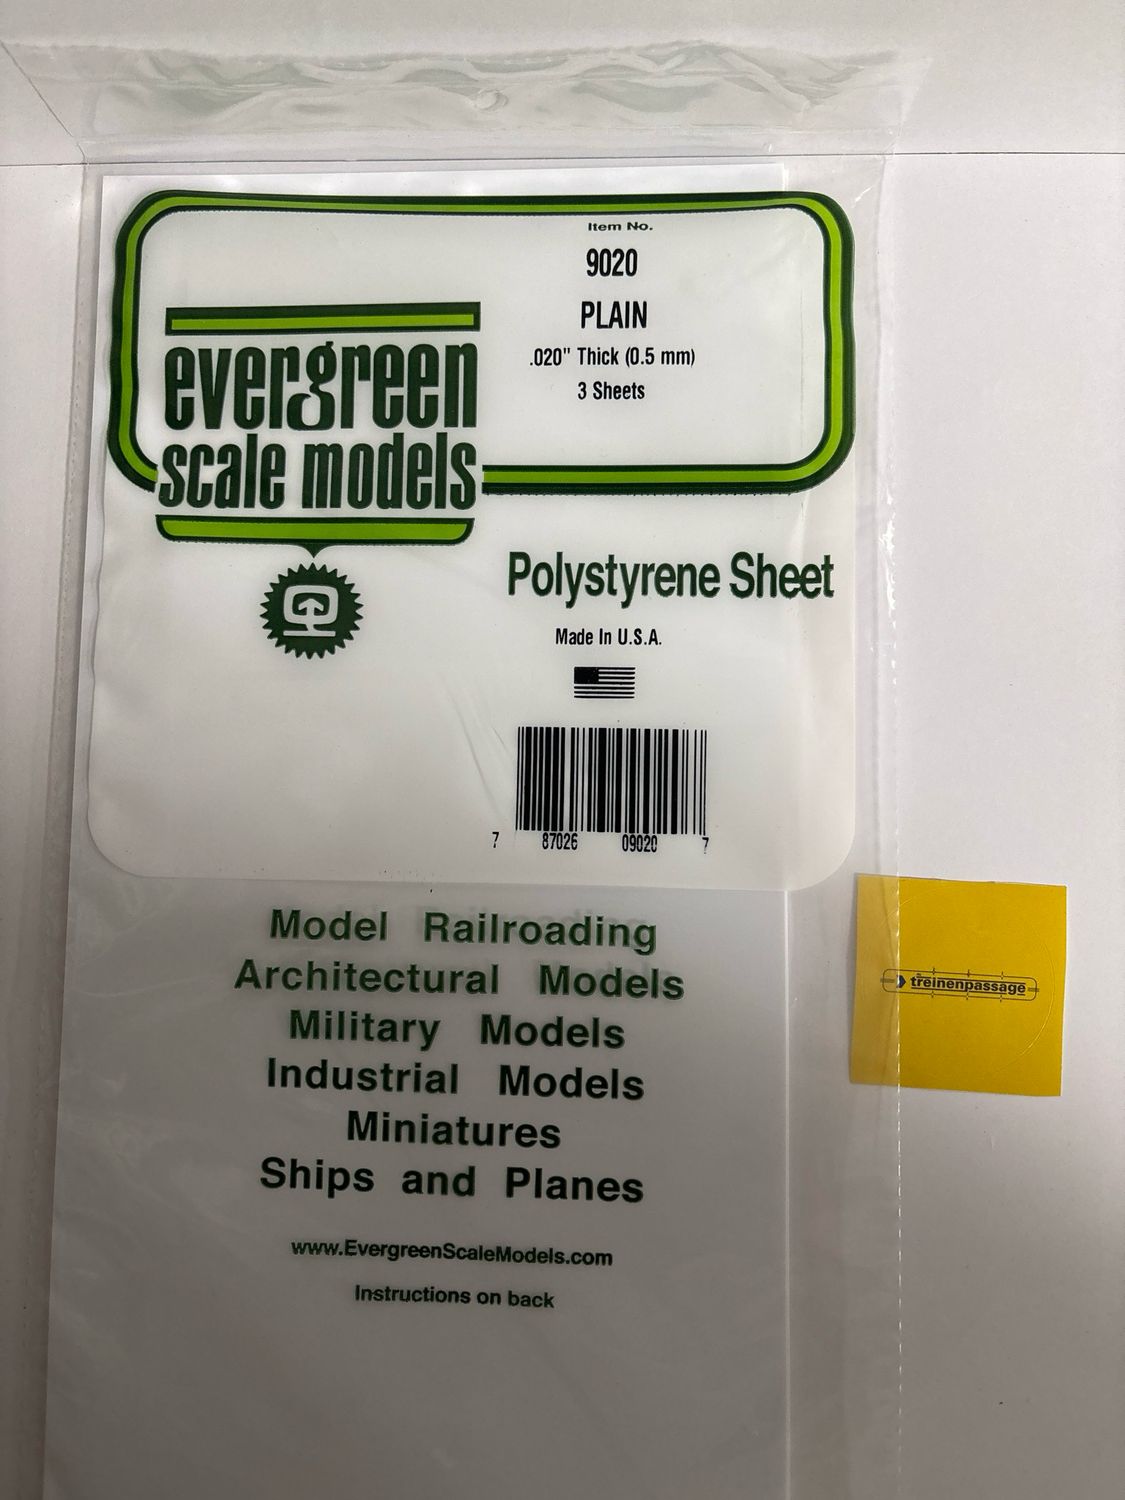 Item No.
9020
PLAIN
.020" Thick (0.5 mm)
3 Sheets
evergreen
scale models
Polystyrene Sheet
Made In U.S.A.
7 87026 09020 7
Model Railroading
Architectural Models
Military Models
Industrial Models
Miniatures
Ships and Planes
www.EvergreenScaleModels.com
Instructions on back
de
treinenpassage